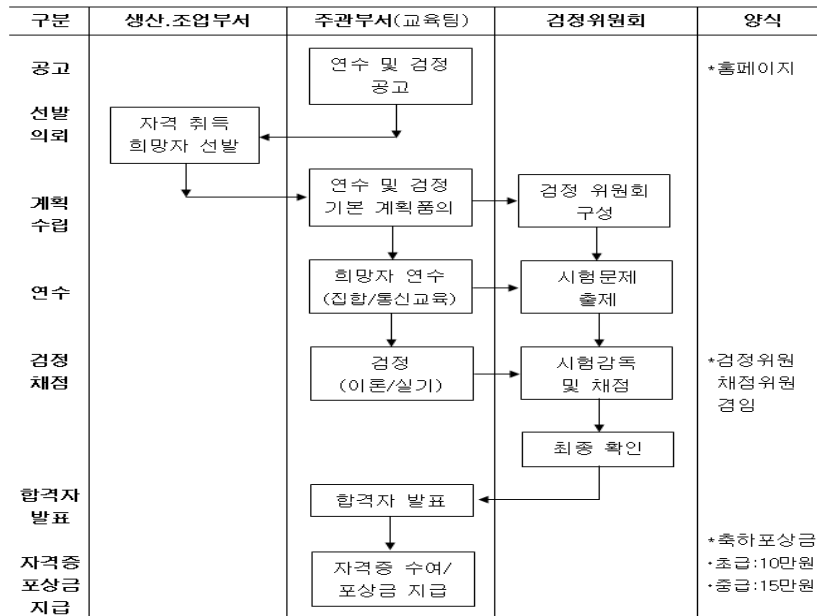 구분 생산.조업부서 주관부서(교육팀) 검정위원회 양식
공고
연수 및 검정
공고
*홈페이지
선발
의뢰
자격 취득
희망자 선발
계획
수립
연수 및 검정
기본 계획품의
검정 위원회
구성
연수
희망자 연수
(집합/통신교육)
시험문제
출제
검정
채점
검정
(이론/실기)
시험감독
및 채점
*검정위원
채점위원
겸임
최종 확인
합격자
발표
합격자 발표
자격증
포상금
지급
자격증 수여/
포상금 지급
*축하포상금
·초급:10만원
·중급:15만원